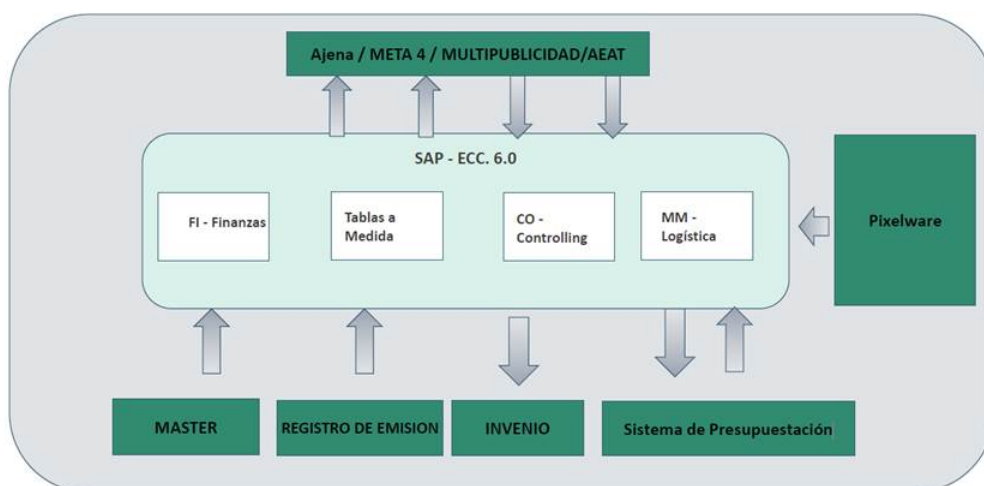 Ajena / META 4 / MULTIPUBLICIDAD/AEAT
SAP - ECC. 6.0
FI - Finanzas
Tablas a
Medida
CO -
Controlling
MM -
Logística
Pixelware
MASTER
REGISTRO DE EMISION
INVENIO
Sistema de Presupuestación